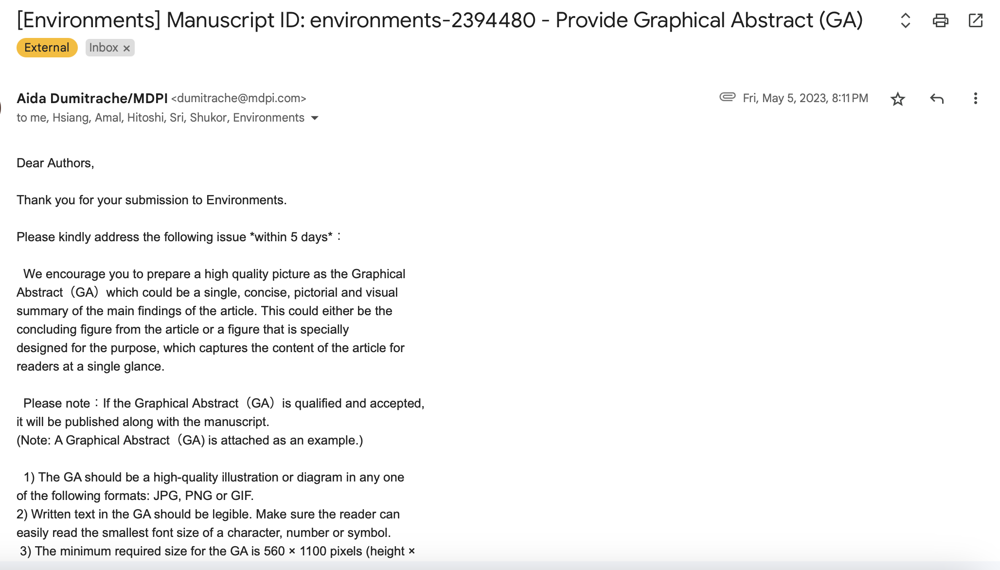 [Environments] Manuscript ID: environments-2394480 - Provide Graphical Abstract (GA)
External Inbox ×
Aida Dumitrache/MDPI <dumitrache@mdpi.com> Fri, May 5, 2023, 8:11 PM
to me, Hsiang, Amal, Hitoshi, Sri, Shukor, Environments
Dear Authors,
Thank you for your submission to Environments.
Please kindly address the following issue *within 5 days*：
We encourage you to prepare a high quality picture as the Graphical
Abstract（GA）which could be a single, concise, pictorial and visual
summary of the main findings of the article. This could either be the
concluding figure from the article or a figure that is specially
designed for the purpose, which captures the content of the article for
readers at a single glance.
Please note：If the Graphical Abstract（GA）is qualified and accepted,
it will be published along with the manuscript.
(Note: A Graphical Abstract（GA) is attached as an example.)
1) The GA should be a high-quality illustration or diagram in any one
of the following formats: JPG, PNG or GIF.
2) Written text in the GA should be legible. Make sure the reader can
easily read the smallest font size of a character, number or symbol.
3) The minimum required size for the GA is 560 × 1100 pixels (height ×